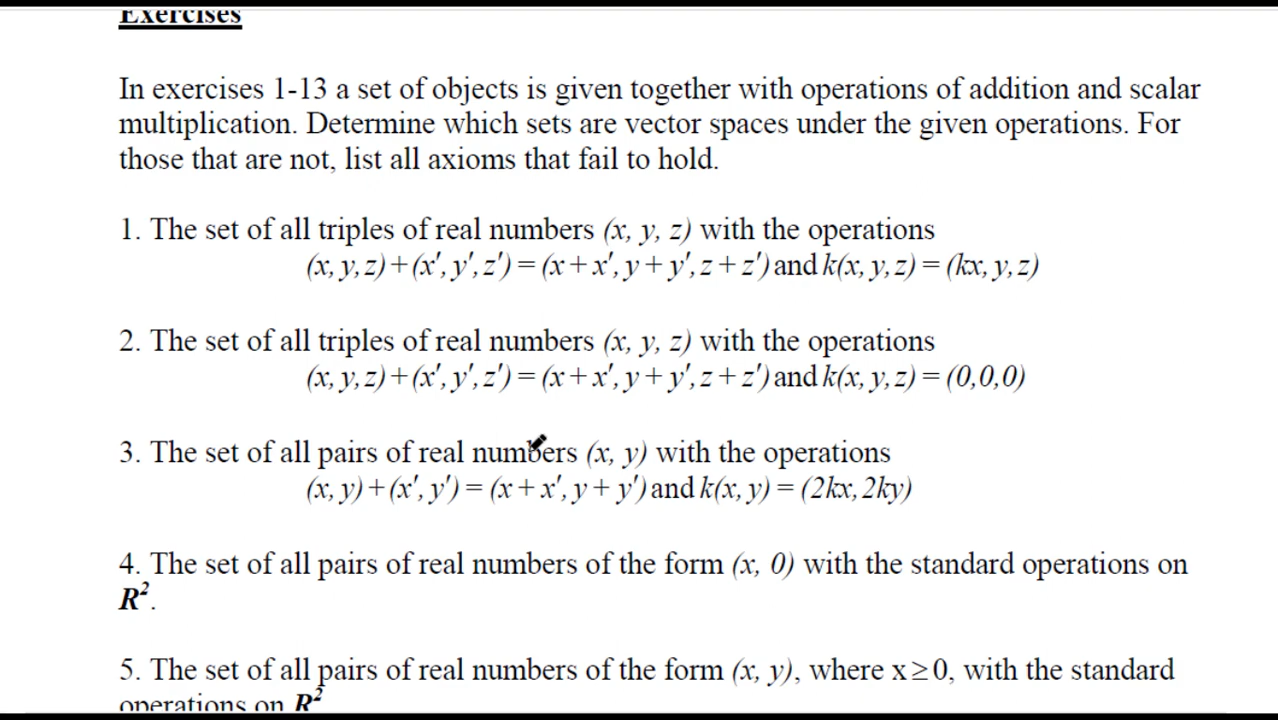 Exercises
In exercises 1-13 a set of objects is given together with operations of addition and scalar
multiplication. Determine which sets are vector spaces under the given operations. For
those that are not, list all axioms that fail to hold.
1. The set of all triples of real numbers (x, y, z) with the operations
(x, y, z) + (x′, y′, z′) = (x + x′, y + y′, z + z′) and k(x, y, z) = (kx, y, z)
2. The set of all triples of real numbers (x, y, z) with the operations
(x, y, z) + (x′, y′, z′) = (x + x′, y + y′, z + z′) and k(x, y, z) = (0,0,0)
3. The set of all pairs of real numbers (x, y) with the operations
(x, y) + (x′, y′) = (x + x′, y + y′) and k(x, y) = (2kx, 2ky)
4. The set of all pairs of real numbers of the form (x, 0) with the standard operations on
R².
5. The set of all pairs of real numbers of the form (x, y), where x ≥ 0, with the standard
operations on R²